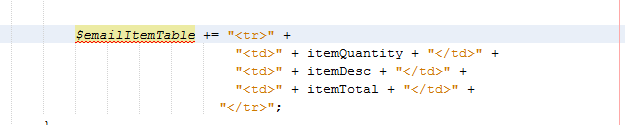 $emailItemTable += "<tr>" +
"<td>" + itemQuantity + "</td>" +
"<td>" + itemDesc + "</td>" +
"<td>" + itemTotal + "</td>" +
"</tr>";